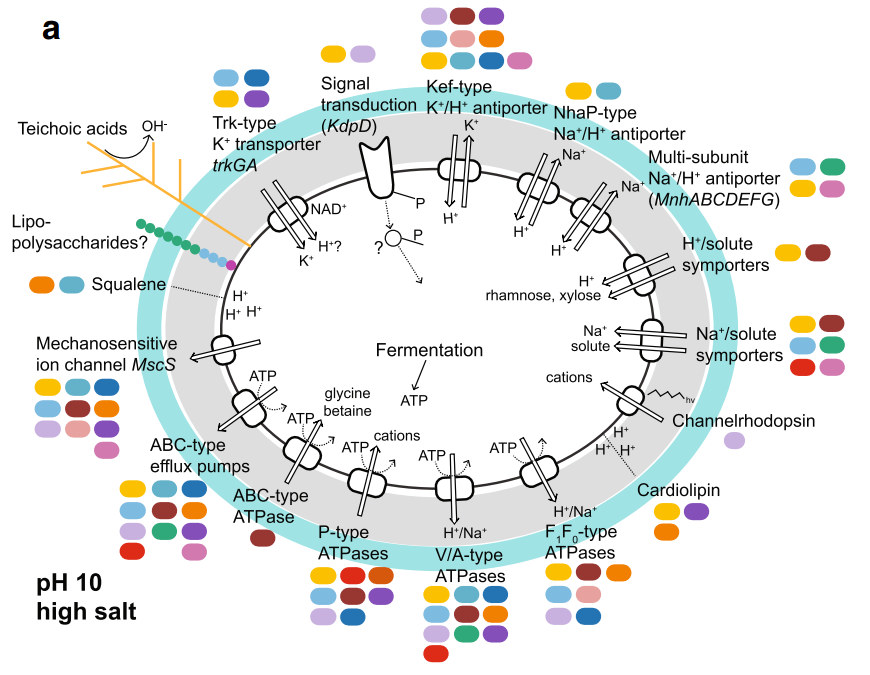 a
Signal
transduction
(KdpD)
Kef-type
K⁺/H⁺ antiporter
K⁺
H⁺
NhaP-type
Na⁺/H⁺ antiporter
Na⁺
H⁺
Trk-type
K⁺ transporter
trkGA
NAD⁺
H⁺?
K⁺
P
?
P
Teichoic acids
OH-
Multi-subunit
Na⁺/H⁺ antiporter
(MnhABCDEFG)
Na⁺
H⁺
Lipo-
polysaccharides?
H⁺/solute
symporters
H⁺
rhamnose, xylose
Squalene
H⁺
H⁺ H⁺
Na⁺/solute
symporters
Na⁺
solute
Mechanosensitive
ion channel MscS
Fermentation
ATP
cations
hv
Channelrhodopsin
ATP
glycine
betaine
ATP
cations
ATP
ATP
ATP
H⁺
H⁺ H⁺
ABC-type
efflux pumps
ABC-type
ATPase
P-type
ATPases
H⁺/Na⁺
V/A-type
ATPases
H⁺/Na⁺
F₁F₀-type
ATPases
Cardiolipin
pH 10
high salt